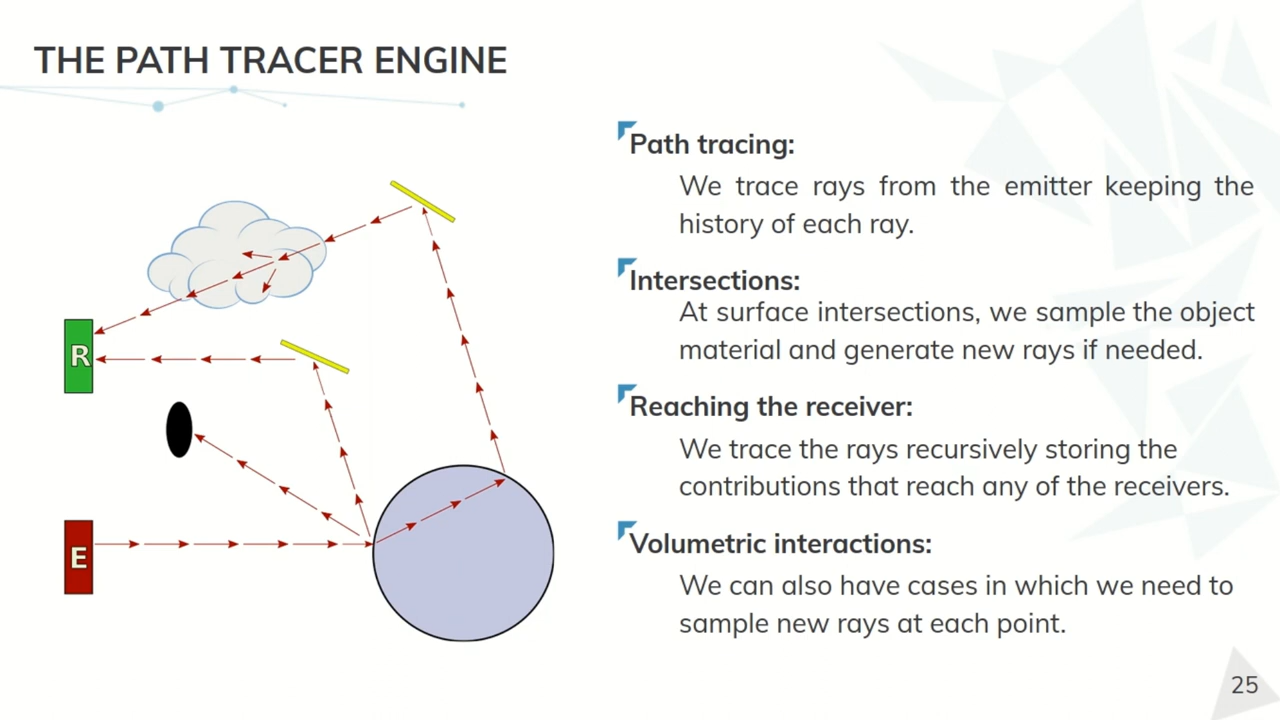 THE PATH TRACER ENGINE
Path tracing:
We trace rays from the emitter keeping the
history of each ray.
Intersections:
At surface intersections, we sample the object
material and generate new rays if needed.
Reaching the receiver:
We trace the rays recursively storing the
contributions that reach any of the receivers.
Volumetric interactions:
We can also have cases in which we need to
sample new rays at each point.
R
E
25